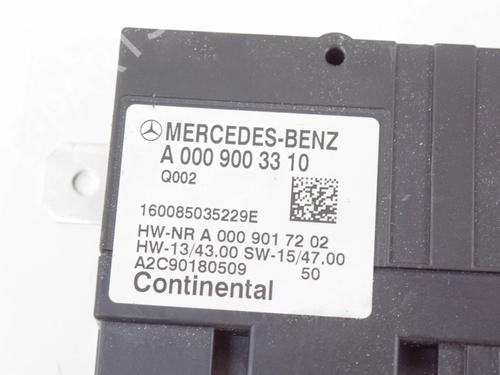 MERCEDES-BENZ
A 000 900 33 10
Q002
160085035229E
HW-NR A 000 901 72 02
HW-13/43.00 SW-15/47.00
A2C90180509 50
Continental